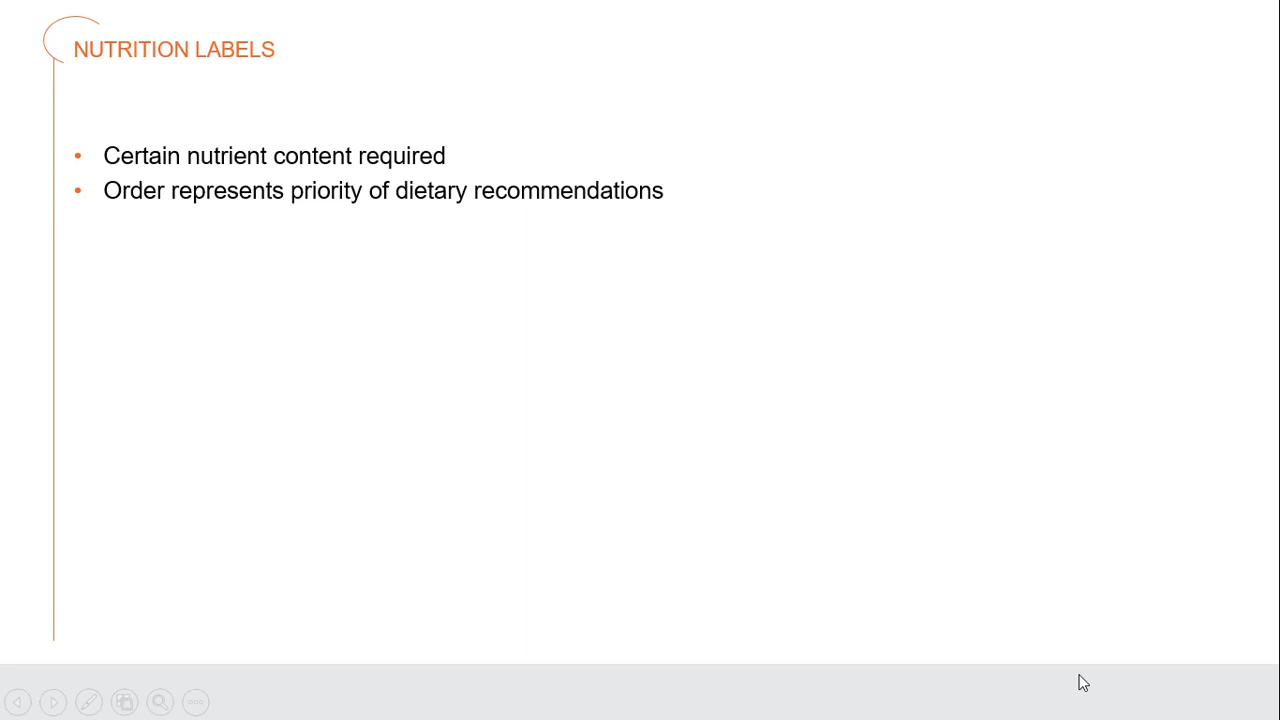 NUTRITION LABELS
• Certain nutrient content required
• Order represents priority of dietary recommendations